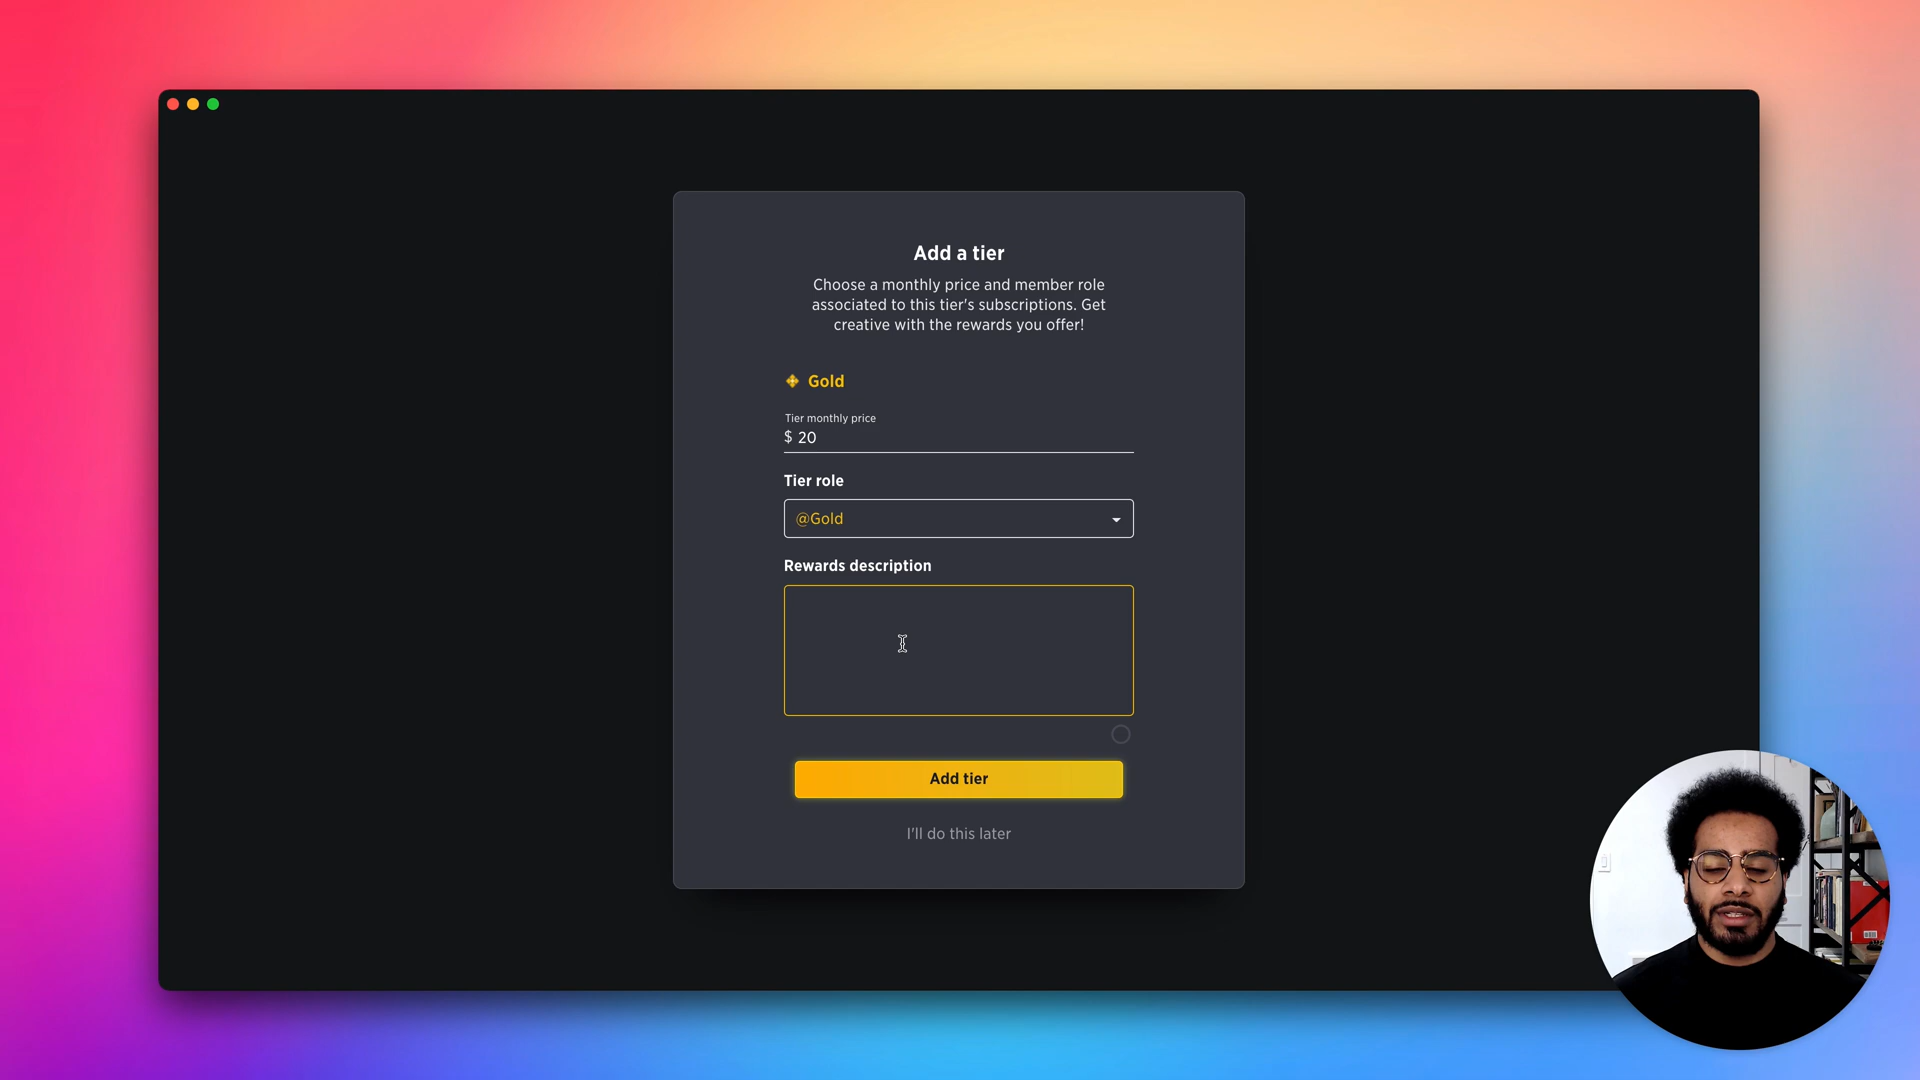 Add a tier
Choose a monthly price and member role
associated to this tier's subscriptions. Get
creative with the rewards you offer!
Gold
Tier monthly price
$ 20
Tier role
@Gold
Rewards description
Add tier
I'll do this later